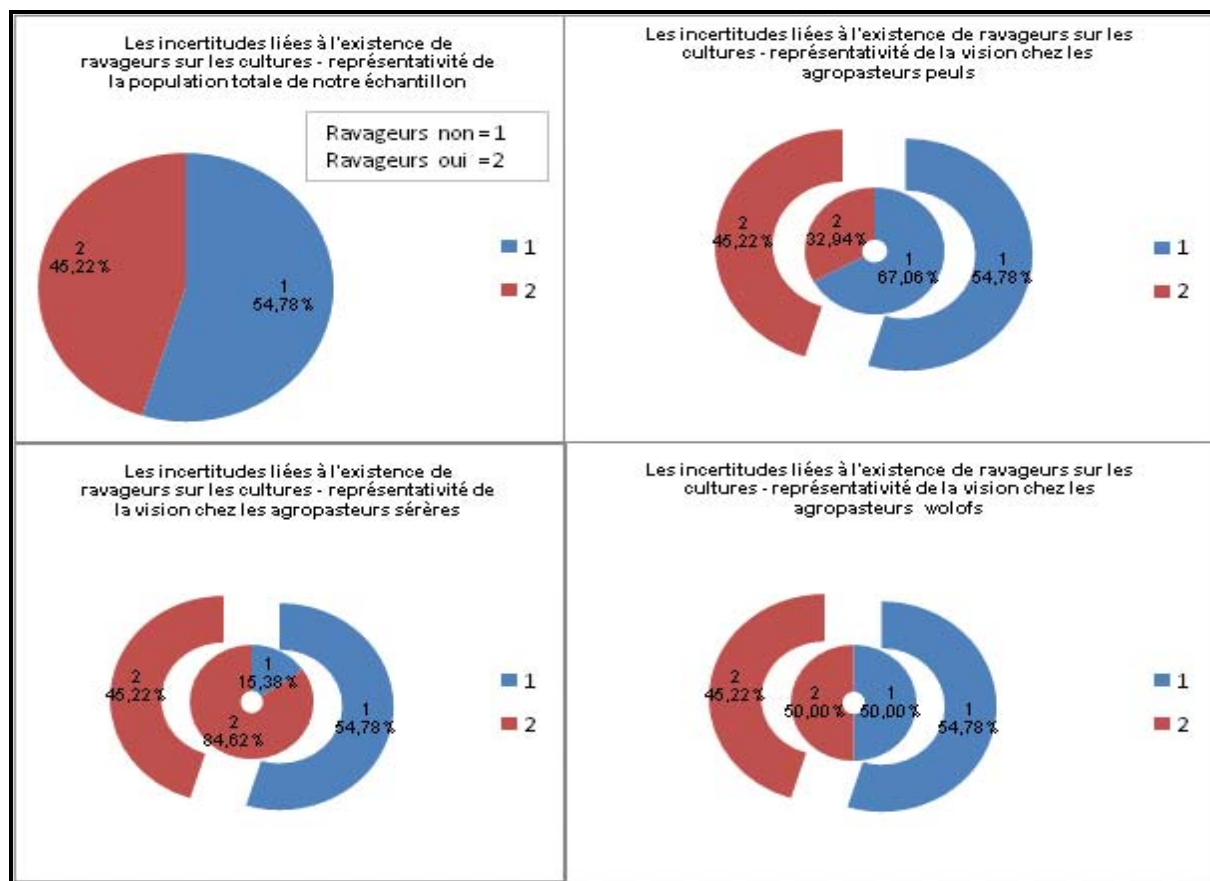 Les incertitudes liées à l'existence de
ravageurs sur les cultures - représentativité de
la population totale de notre échantillon
Ravageurs non = 1
Ravageurs oui = 2
2
45,22%
1
54,78%
1
2
Les incertitudes liées à l'existence de ravageurs sur les
cultures - représentativité de la vision chez les
agropasteurs peuls
2
45,22%
2
32,94%
1
67,06%
1
54,78%
1
2
Les incertitudes liées à l'existence de
ravageurs sur les cultures - représentativité de
la vision chez les agropasteurs sérères
2
45,22%
1
15,38%
2
84,62%
1
54,78%
1
2
Les incertitudes liées à l'existence de ravageurs sur les
cultures - représentativité de la vision chez les
agropasteurs wolofs
2
45,22%
2
50,00%
1
50,00%
1
54,78%
1
2